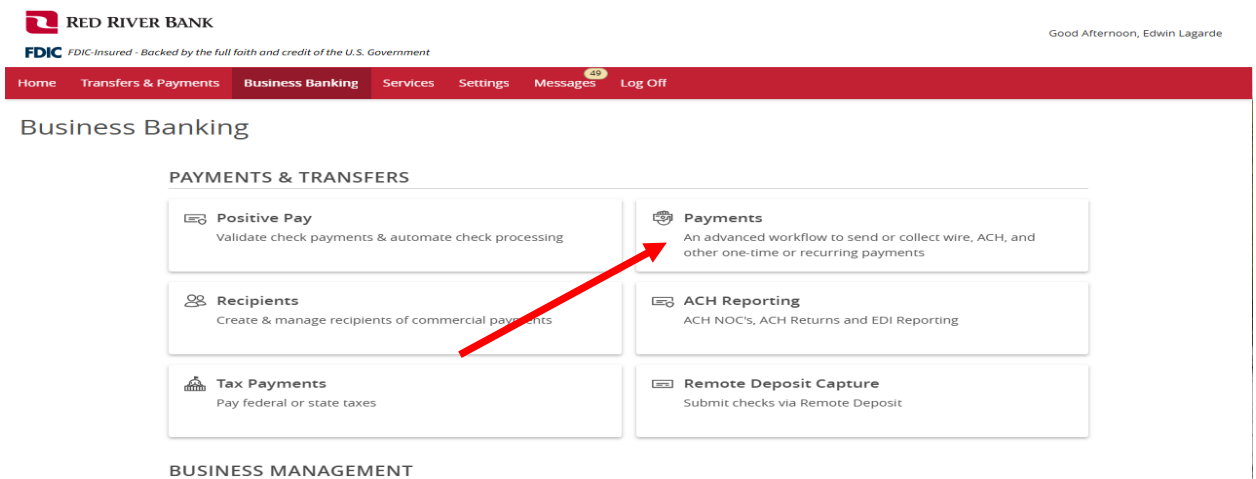 RED RIVER BANK
Good Afternoon, Edwin Lagarde
FDIC FDIC-Insured - Backed by the full faith and credit of the U.S. Government
Home Transfers & Payments Business Banking Services Settings Messages 49 Log Off
Business Banking
PAYMENTS & TRANSFERS
Positive Pay
Validate check payments & automate check processing
Payments
An advanced workflow to send or collect wire, ACH, and
other one-time or recurring payments
Recipients
Create & manage recipients of commercial payments
ACH Reporting
ACH NOC's, ACH Returns and EDI Reporting
Tax Payments
Pay federal or state taxes
Remote Deposit Capture
Submit checks via Remote Deposit
BUSINESS MANAGEMENT